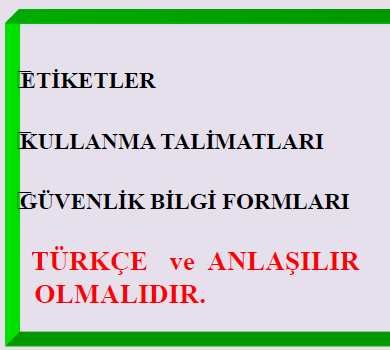 ETİKETLER
KULLANMA TALİMATLARI
GÜVENLİK BİLGİ FORMLARI
TÜRKÇE ve ANLAŞILIR
OLMALIDIR.